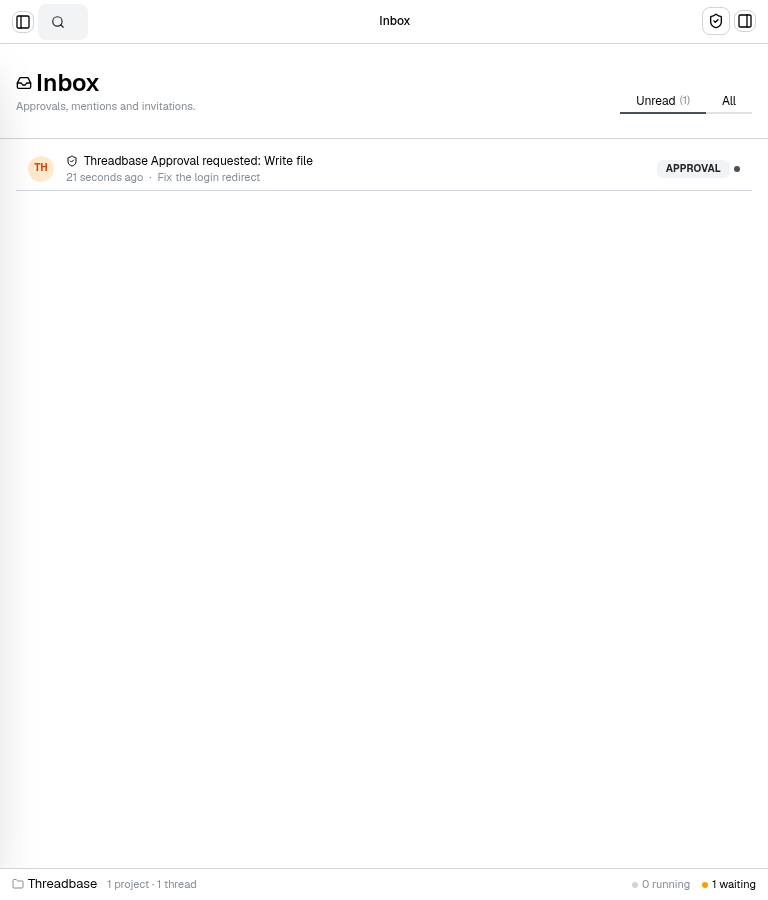 Inbox
Inbox
Approvals, mentions and invitations.
Unread (1) All
TH
Threadbase Approval requested: Write file
21 seconds ago · Fix the login redirect
APPROVAL
Threadbase 1 project · 1 thread
0 running 1 waiting